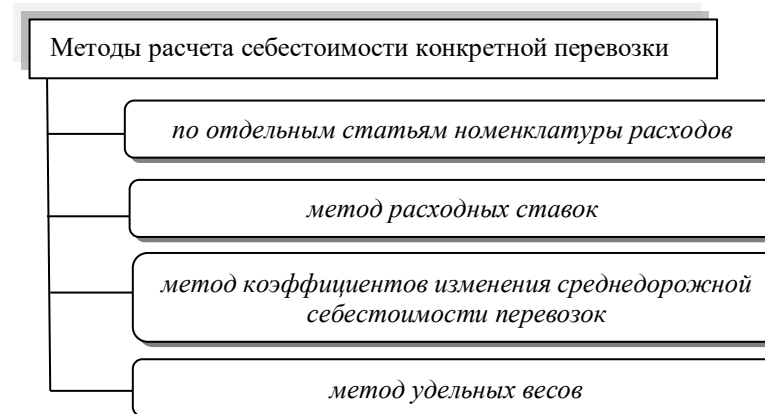 Методы расчета себестоимости конкретной перевозки
по отдельным статьям номенклатуры расходов
метод расходных ставок
метод коэффициентов изменения среднедорожной
себестоимости перевозок
метод удельных весов